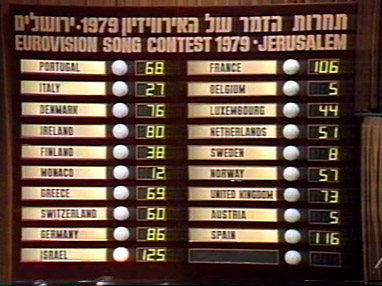 תחרות הזמר של האירוויזיון 1979 • ירושלים
EUROVISION SONG CONTEST 1979 • JERUSALEM
PORTUGAL 68 FRANCE 106
ITALY 27 BELGIUM 5
DENMARK 76 LUXEMBOURG 44
IRELAND 80 NETHERLANDS 51
FINLAND 38 SWEDEN 8
MONACO 12 NORWAY 57
GREECE 69 UNITED KINGDOM 73
SWITZERLAND 60 AUSTRIA 5
GERMANY 86 SPAIN 116
ISRAEL 125